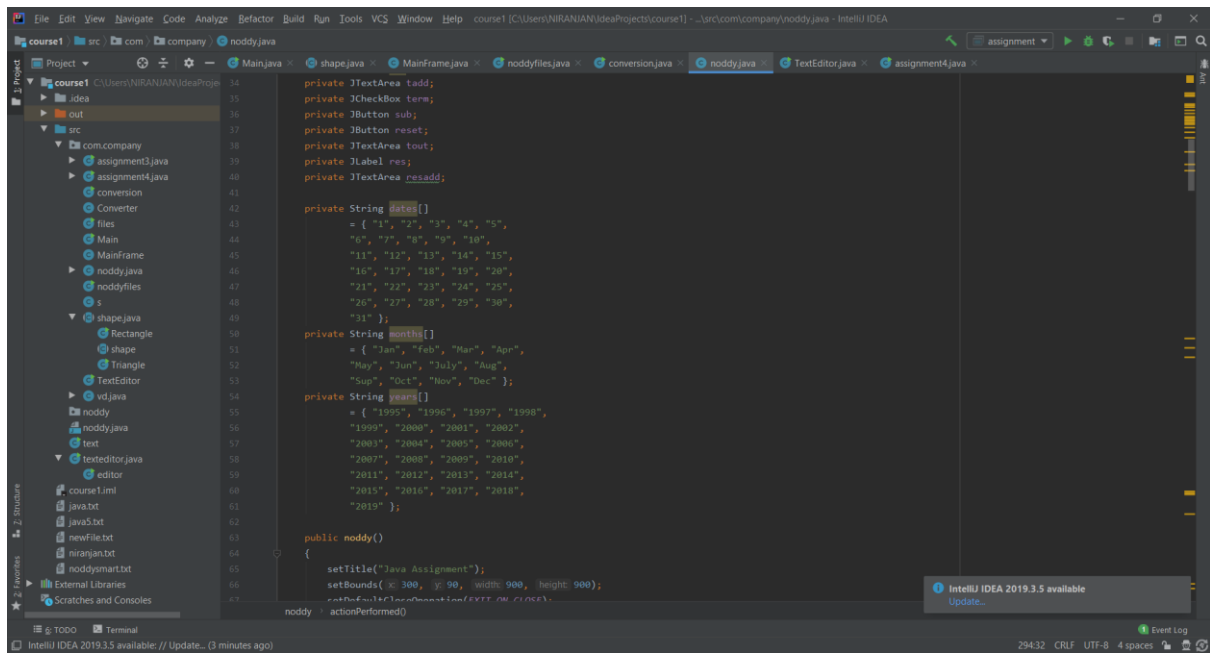 File Edit View Navigate Code Analyze Refactor Build Run Tools VCS Window Help course1 [C:\Users\NIRANJAN\IdeaProjects\course1] - ...\src\com\company\noddy.java - IntelliJ IDEA
course1 src com company noddy.java assignment
Project Main.java shape.java MainFrame.java noddyfiles.java conversion.java noddy.java TextEditor.java assignment4.java
1: Project
Ant
course1 C:\Users\NIRANJAN\IdeaProje
.idea
out
src
com.company
assignment3.java
assignment4.java
conversion
Converter
files
Main
MainFrame
noddy.java
noddyfiles
s
shape.java
Rectangle
shape
Triangle
TextEditor
vd.java
noddy
noddy.java
text
texteditor.java
editor
course1.iml
java.txt
java5.txt
newFile.txt
niranjan.txt
noddysmart.txt
External Libraries
Scratches and Consoles
Z: Structure
2: Favorites
34 private JTextArea tadd;
35 private JCheckBox term;
36 private JButton sub;
37 private JButton reset;
38 private JTextArea tout;
39 private JLabel res;
40 private JTextArea resadd;
41
42 private String dates[]
43 = { "1", "2", "3", "4", "5",
44 "6", "7", "8", "9", "10",
45 "11", "12", "13", "14", "15",
46 "16", "17", "18", "19", "20",
47 "21", "22", "23", "24", "25",
48 "26", "27", "28", "29", "30",
49 "31" };
50 private String months[]
51 = { "Jan", "feb", "Mar", "Apr",
52 "May", "Jun", "July", "Aug",
53 "Sup", "Oct", "Nov", "Dec" };
54 private String years[]
55 = { "1995", "1996", "1997", "1998",
56 "1999", "2000", "2001", "2002",
57 "2003", "2004", "2005", "2006",
58 "2007", "2008", "2009", "2010",
59 "2011", "2012", "2013", "2014",
60 "2015", "2016", "2017", "2018",
61 "2019" };
62
63 public noddy()
64 {
65 setTitle("Java Assignment");
66 setBounds( x: 300, y: 90, width: 900, height: 900);
67 setDefaultCloseOperation(EXIT_ON_CLOSE);
noddy actionPerformed()
IntelliJ IDEA 2019.3.5 available
Update...
6: TODO Terminal 1 Event Log
IntelliJ IDEA 2019.3.5 available: // Update... (3 minutes ago) 294:32 CRLF UTF-8 4 spaces